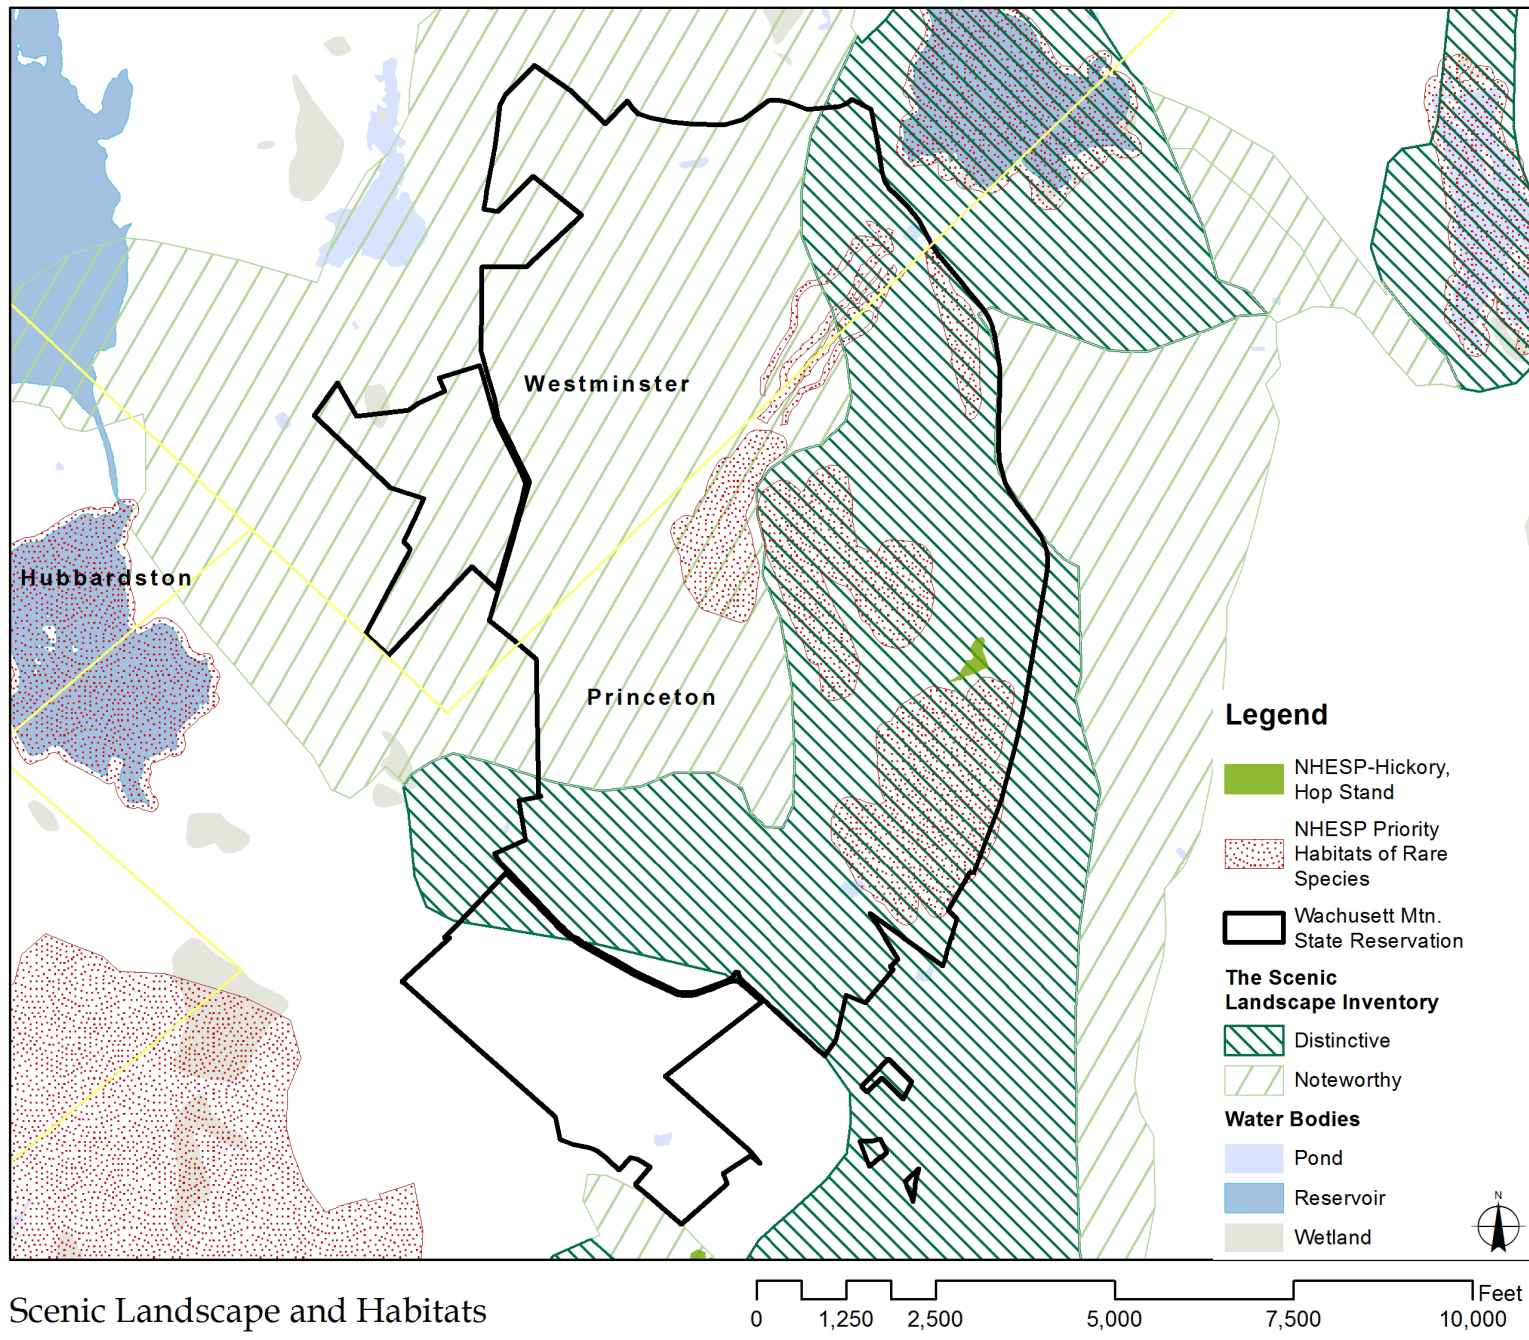 Westminster
Hubbardston
Princeton
Legend
NHESP-Hickory,
Hop Stand
NHESP Priority
Habitats of Rare
Species
Wachusett Mtn.
State Reservation
The Scenic
Landscape Inventory
Distinctive
Noteworthy
Water Bodies
Pond
Reservoir
Wetland
N
Feet
0 1,250 2,500 5,000 7,500 10,000
Scenic Landscape and Habitats